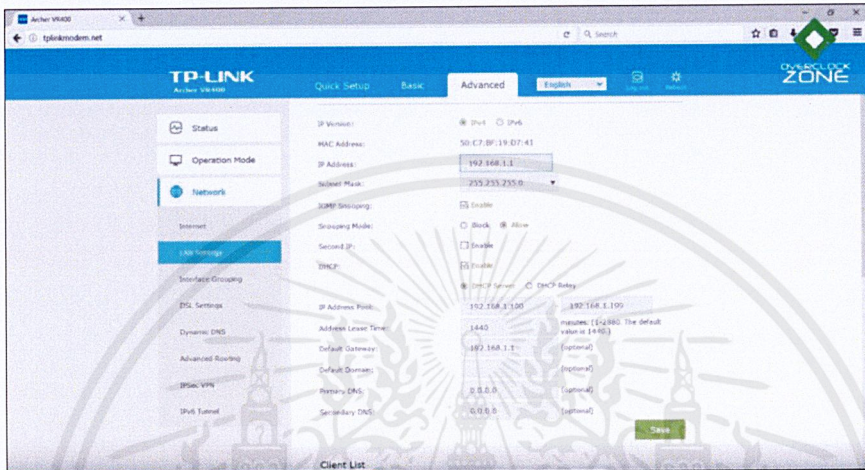 Archer VR400
tplinkmodem.net
Search
OVERCLOCK
ZONE
TP-LINK
Archer VR400
Quick Setup
Basic
Advanced
English
Log out
Reboot
Status
Operation Mode
Network
Internet
LAN Settings
Interface Grouping
DSL Settings
Dynamic DNS
Advanced Routing
IPSec VPN
IPv6 Tunnel
IP Version: IPv4 IPv6
MAC Address: 50:C7:BF:19:07:41
IP Address: 192.168.1.1
Subnet Mask: 255.255.255.0
IGMP Snooping: Enable
Snooping Mode: Block Allow
Second IP: Enable
DHCP: Enable
DHCP Server DHCP Relay
IP Address Pool: 192.168.1.100 - 192.168.1.199
Address Lease Time: 1440 minutes. (1-2880. The default
value is 1440.)
Default Gateway: 192.168.1.1 (optional)
Default Domain: (optional)
Primary DNS: 0.0.0.0 (optional)
Secondary DNS: 0.0.0.0 (optional)
Save
Client List